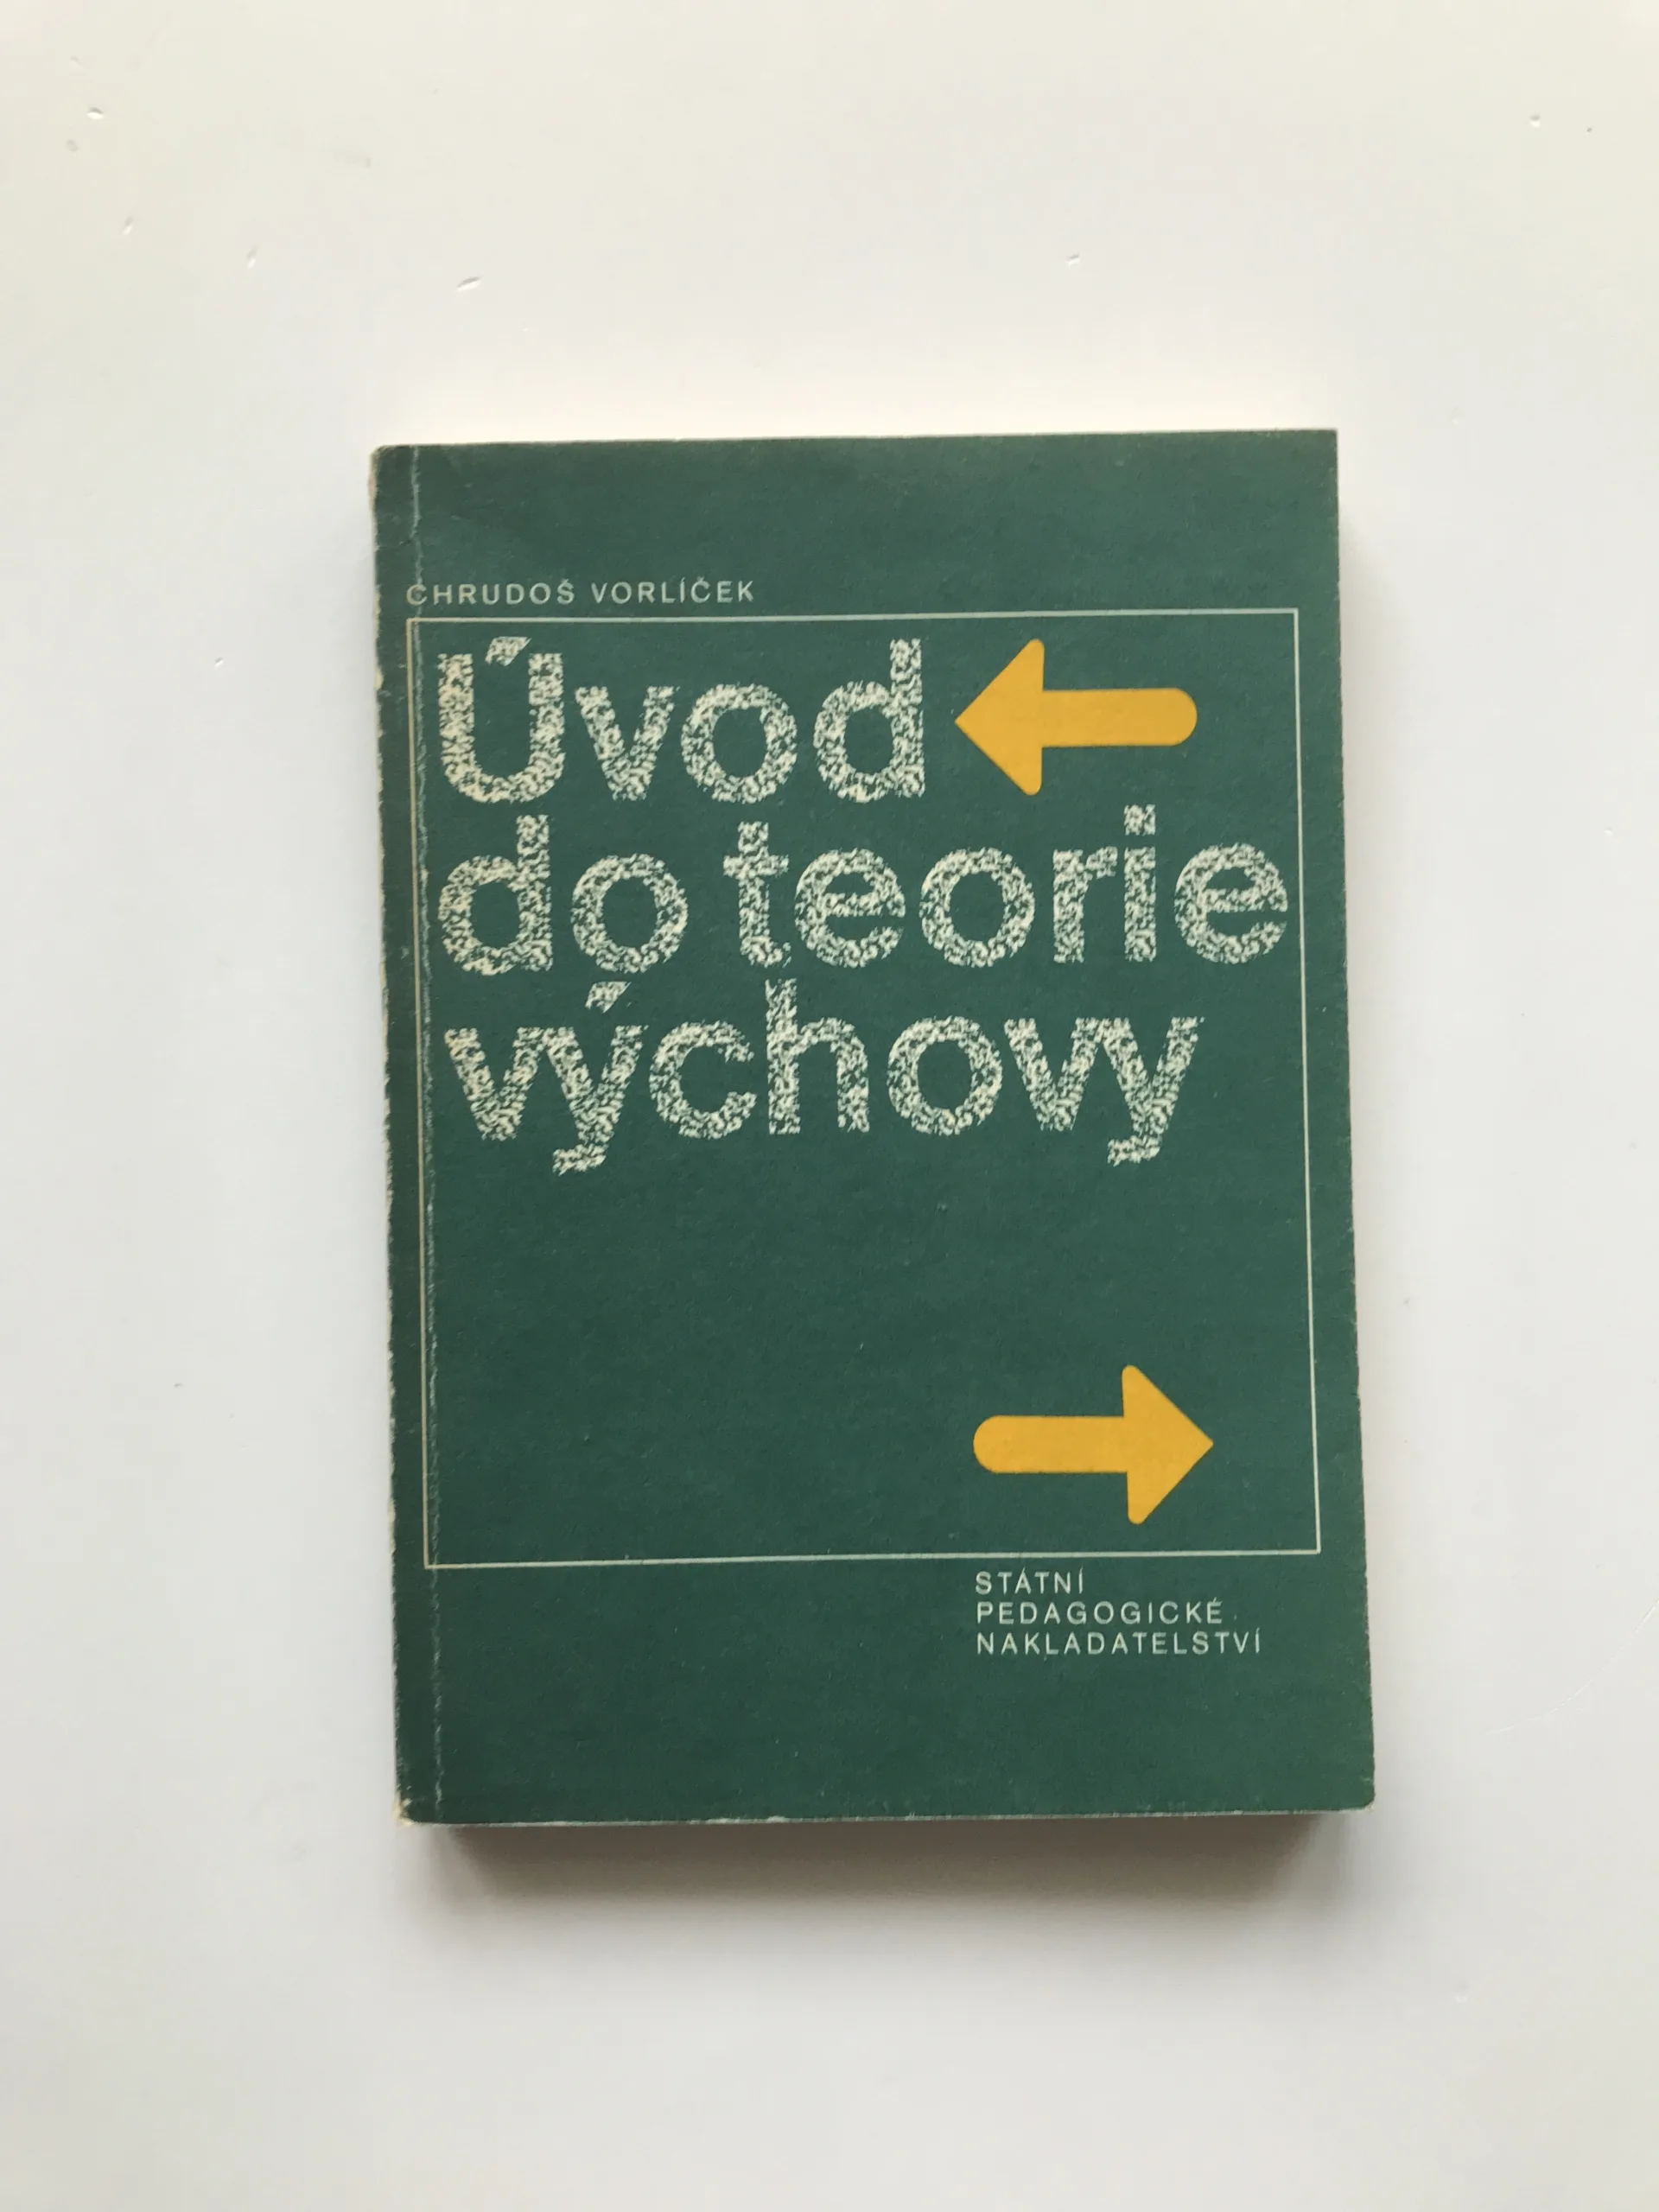 CHRUDOŠ VORLÍČEK
Úvod
do teorie
výchovy
STÁTNÍ
PEDAGOGICKÉ
NAKLADATELSTVÍ